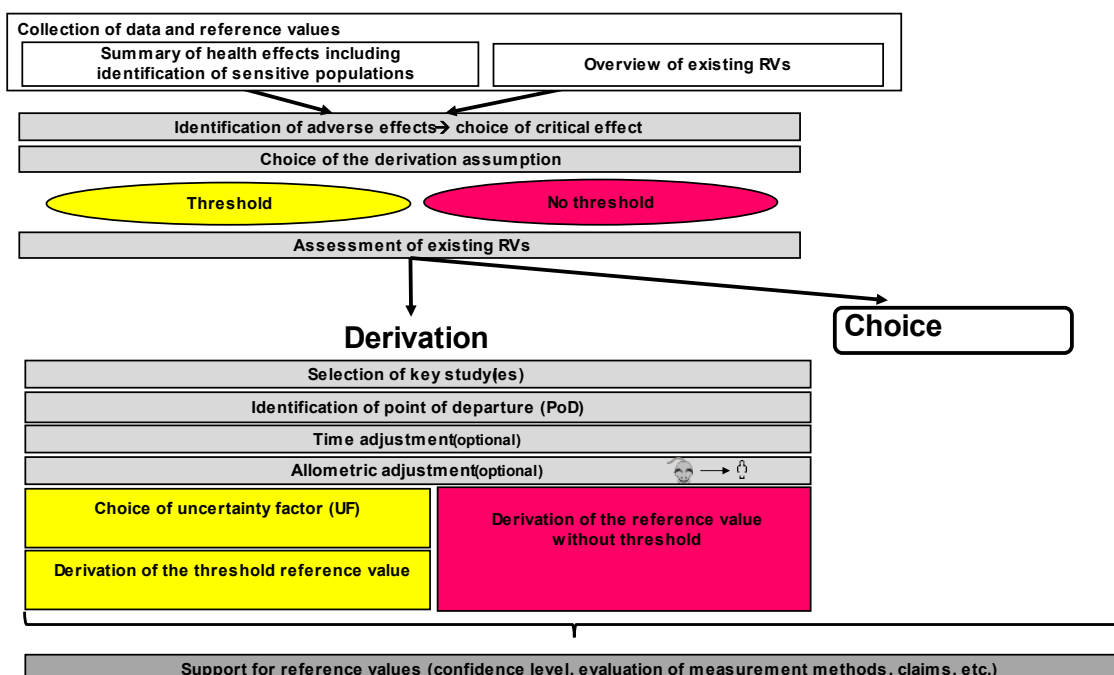 Collection of data and reference values
Summary of health effects including
identification of sensitive populations
Overview of existing RVs
Identification of adverse effects→ choice of critical effect
Choice of the derivation assumption
Threshold
No threshold
Assessment of existing RVs
Derivation
Choice
Selection of key study(es)
Identification of point of departure (PoD)
Time adjustment(optional)
Allometric adjustment(optional)
Choice of uncertainty factor (UF)
Derivation of the threshold reference value
Derivation of the reference value
without threshold
Support for reference values (confidence level, evaluation of measurement methods, claims, etc.)